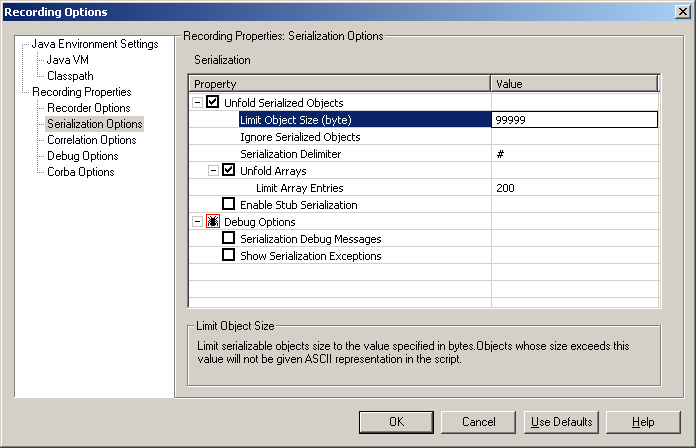 Recording Options
Java Environment Settings
Java VM
Classpath
Recording Properties
Recorder Options
Serialization Options
Correlation Options
Debug Options
Corba Options
Recording Properties: Serialization Options
Serialization
Property Value
Unfold Serialized Objects
Limit Object Size (byte) 99999
Ignore Serialized Objects
Serialization Delimiter #
Unfold Arrays
Limit Array Entries 200
Enable Stub Serialization
Debug Options
Serialization Debug Messages
Show Serialization Exceptions
Limit Object Size
Limit serializable objects size to the value specified in bytes.Objects whose size exceeds this
value will not be given ASCII representation in the script.
OK Cancel Use Defaults Help